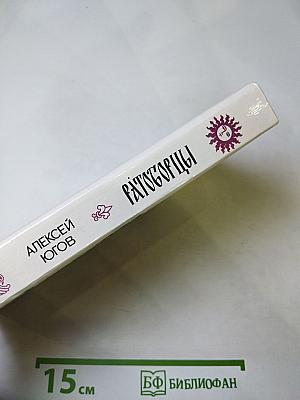 АЛЕКСЕЙ
ЮГОВ
РАТОБОРЦЫ
15 см
БФ БИБЛИОФАН